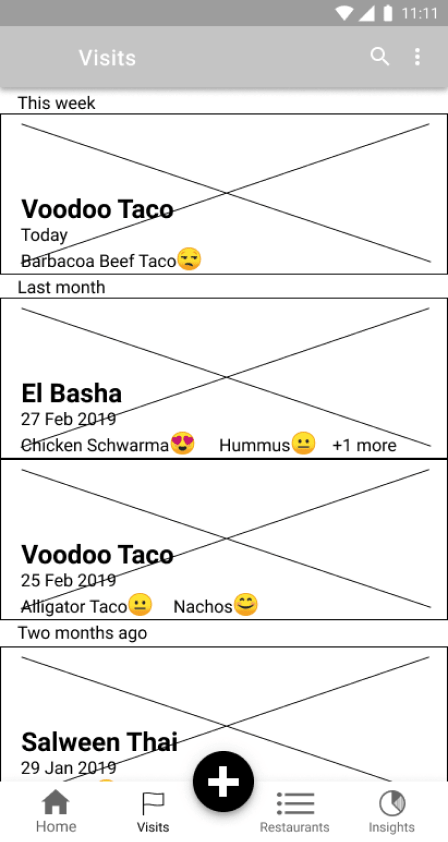 11:11
Visits
This week
Voodoo Taco
Today
Barbacoa Beef Taco😒
Last month
El Basha
27 Feb 2019
Chicken Schwarma😍 Hummus😐 +1 more
Voodoo Taco
25 Feb 2019
Alligator Taco😐 Nachos😊
Two months ago
Salween Thai
29 Jan 2019
Home Visits Restaurants Insights